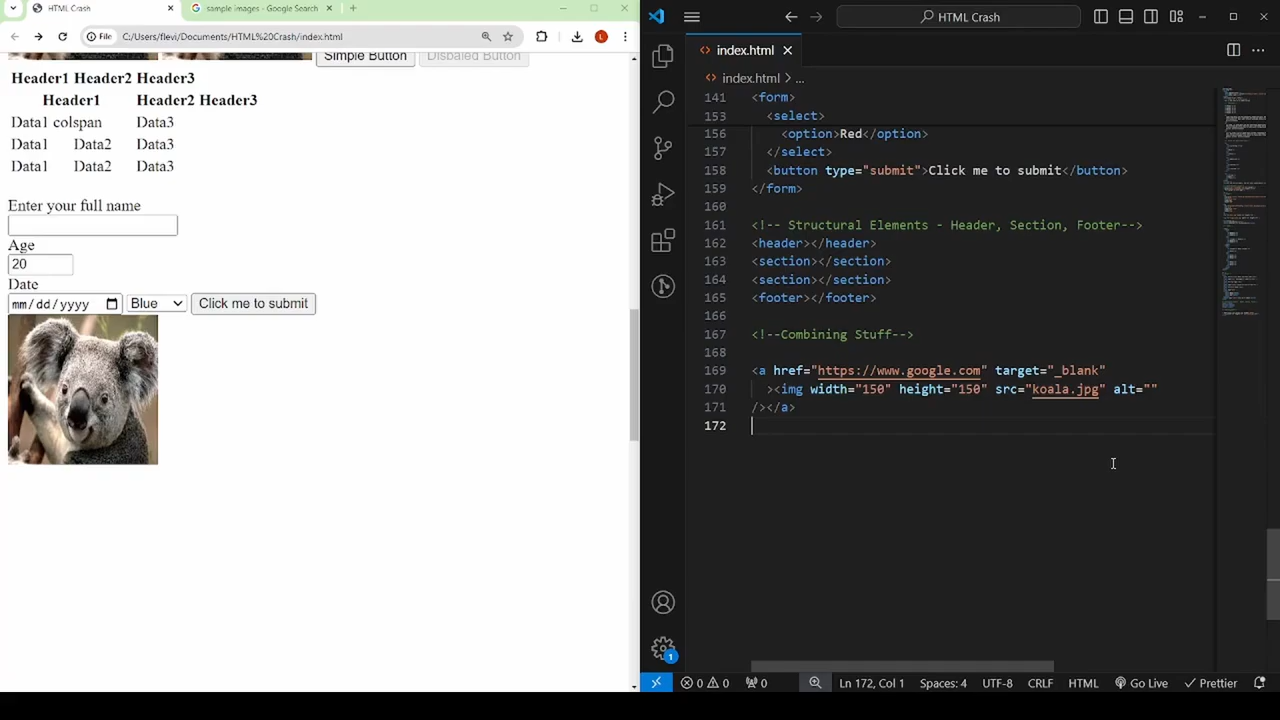 HTML Crash
sample images - Google Search
File
C:/Users/flevi/Documents/HTML%20Crash/index.html
L
Simple Button
Disbaled Button
Header1 Header2 Header3
Header1 Header2 Header3
Data1 colspan Data3
Data1 Data2 Data3
Data1 Data2 Data3
Enter your full name
Age
20
Date
mm/dd/yyyy
Blue
Click me to submit
HTML Crash
index.html
index.html > ...
141 <form>
153 <select>
156 <option>Red</option>
157 </select>
158 <button type="submit">Click me to submit</button>
159 </form>
160
161 <!-- Structural Elements - Header, Section, Footer-->
162 <header></header>
163 <section></section>
164 <section></section>
165 <footer></footer>
166
167 <!--Combining Stuff-->
168
169 <a href="https://www.google.com" target="_blank"
170 ><img width="150" height="150" src="koala.jpg" alt=""
171 /></a>
172
1
0 0 0
Ln 172, Col 1
Spaces: 4
UTF-8
CRLF
HTML
Go Live
Prettier